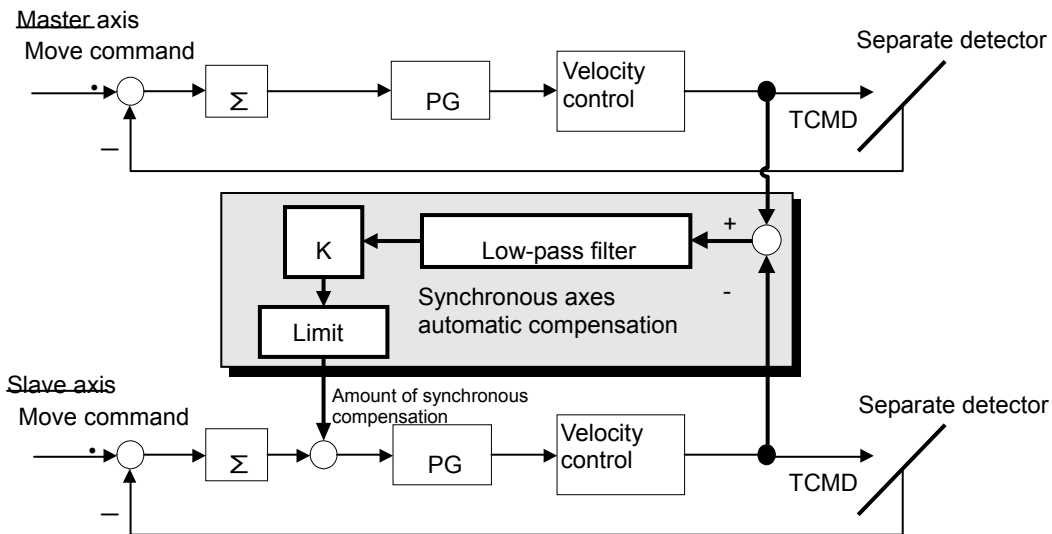 Master axis
Move command
Separate detector
–
Σ
PG
Velocity
control
TCMD
K
Low-pass filter
+
-
Limit
Synchronous axes
automatic compensation
Slave axis
Move command
Amount of synchronous
compensation
Separate detector
–
Σ
PG
Velocity
control
TCMD